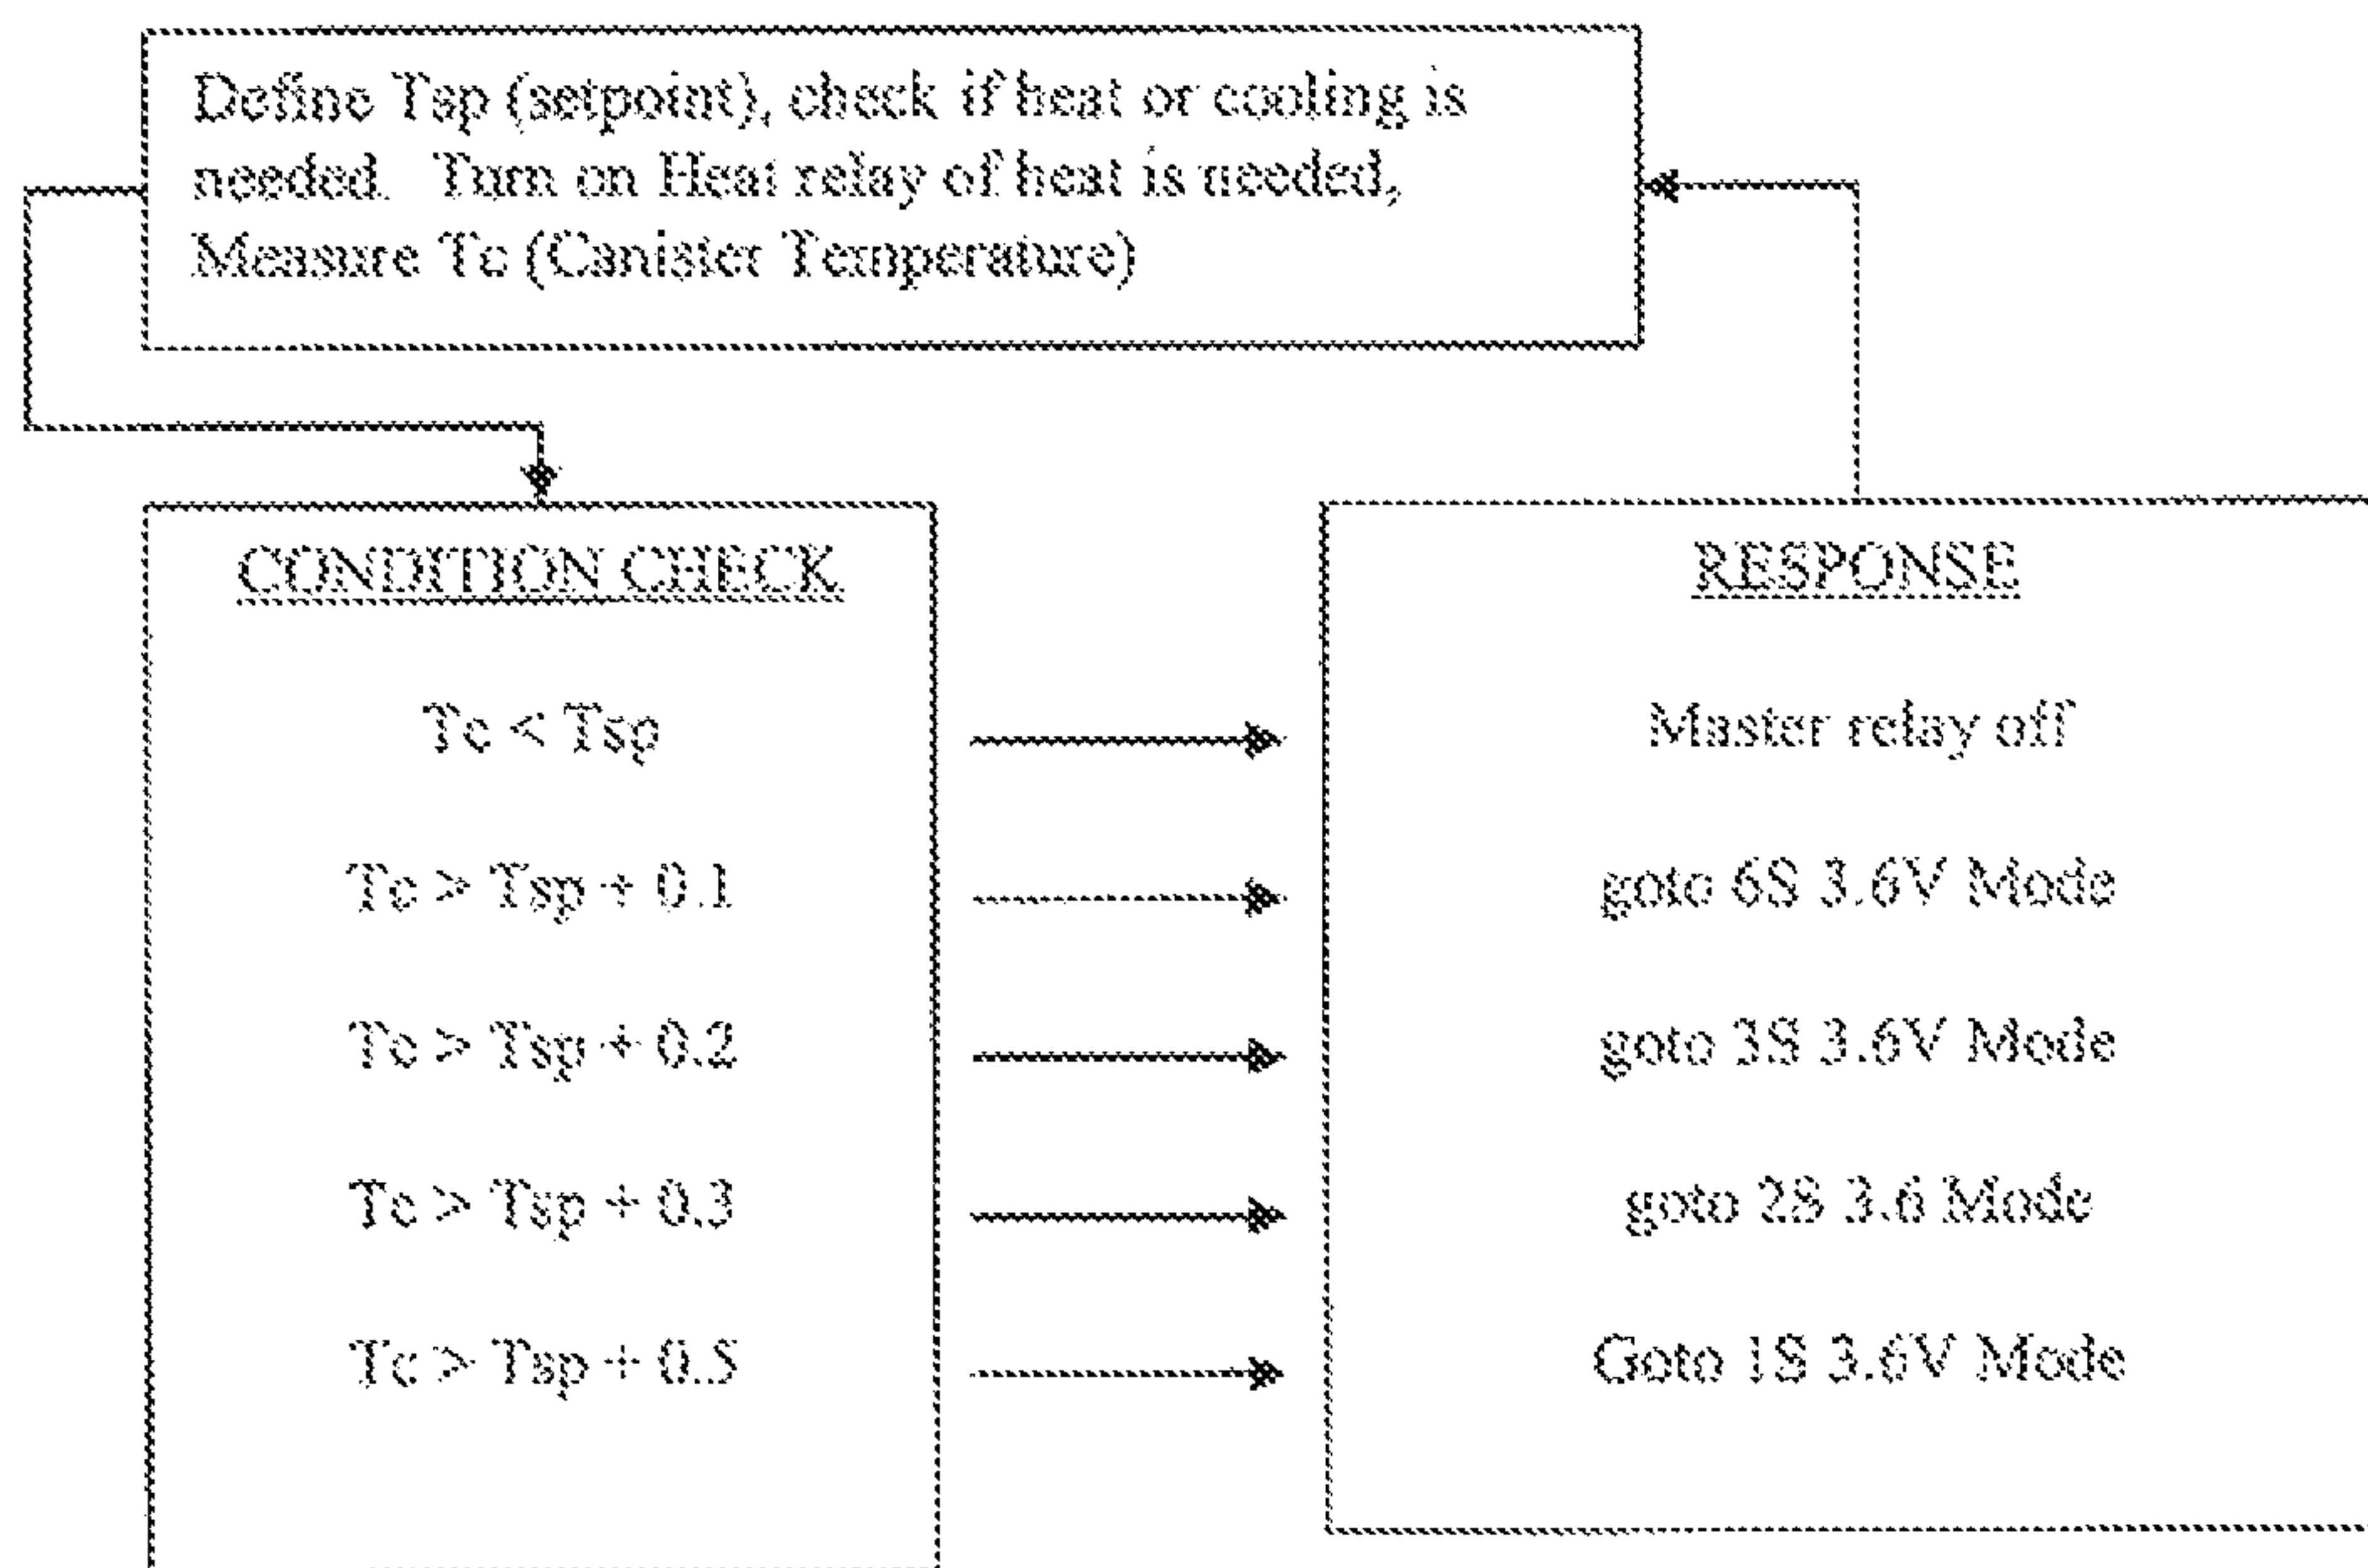 Define Tsp (setpoint), check if heat or cooling is
needed. Turn on Heat relay of heat is needed,
Measure Tc (Canister Temperature)
CONDITION CHECK
Tc < Tsp
Tc > Tsp + 0.1
Tc > Tsp + 0.2
Tc > Tsp + 0.3
Tc > Tsp + 0.5
RESPONSE
Master relay off
goto 6S 3.6V Mode
goto 3S 3.6V Mode
goto 2S 3.6 Mode
Goto 1S 3.6V Mode